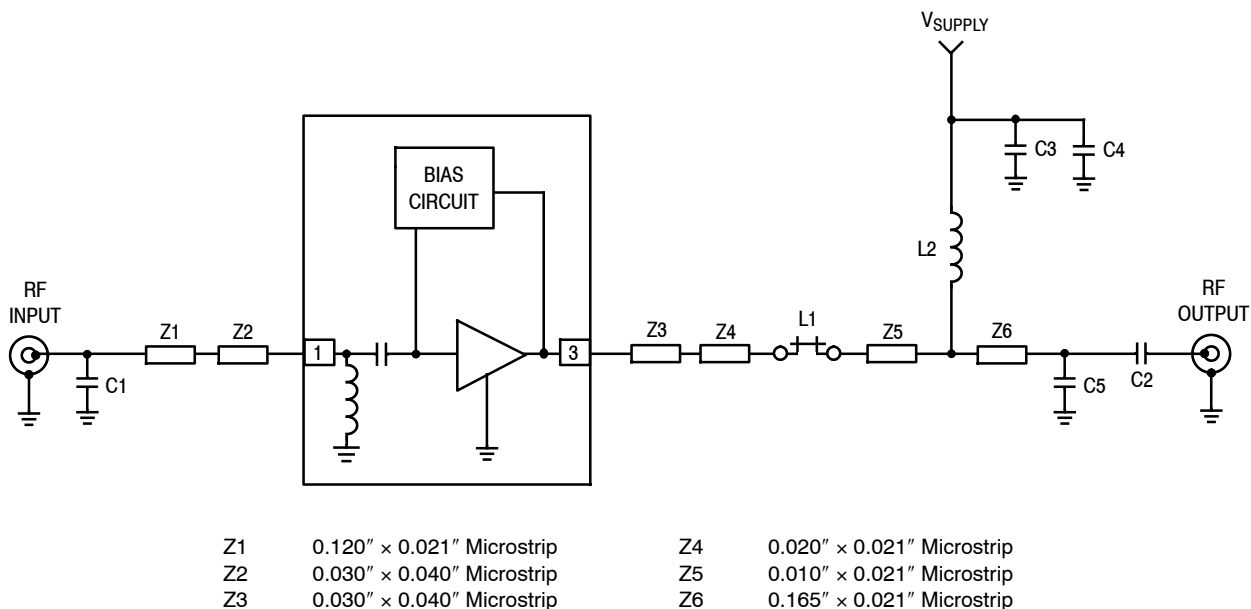 V_SUPPLY
C3
C4
BIAS
CIRCUIT
L2
RF
INPUT
RF
OUTPUT
Z1
Z2
1
3
Z3
Z4
L1
Z5
Z6
C1
C5
C2
Z1 0.120″ × 0.021″ Microstrip
Z2 0.030″ × 0.040″ Microstrip
Z3 0.030″ × 0.040″ Microstrip
Z4 0.020″ × 0.021″ Microstrip
Z5 0.010″ × 0.021″ Microstrip
Z6 0.165″ × 0.021″ Microstrip